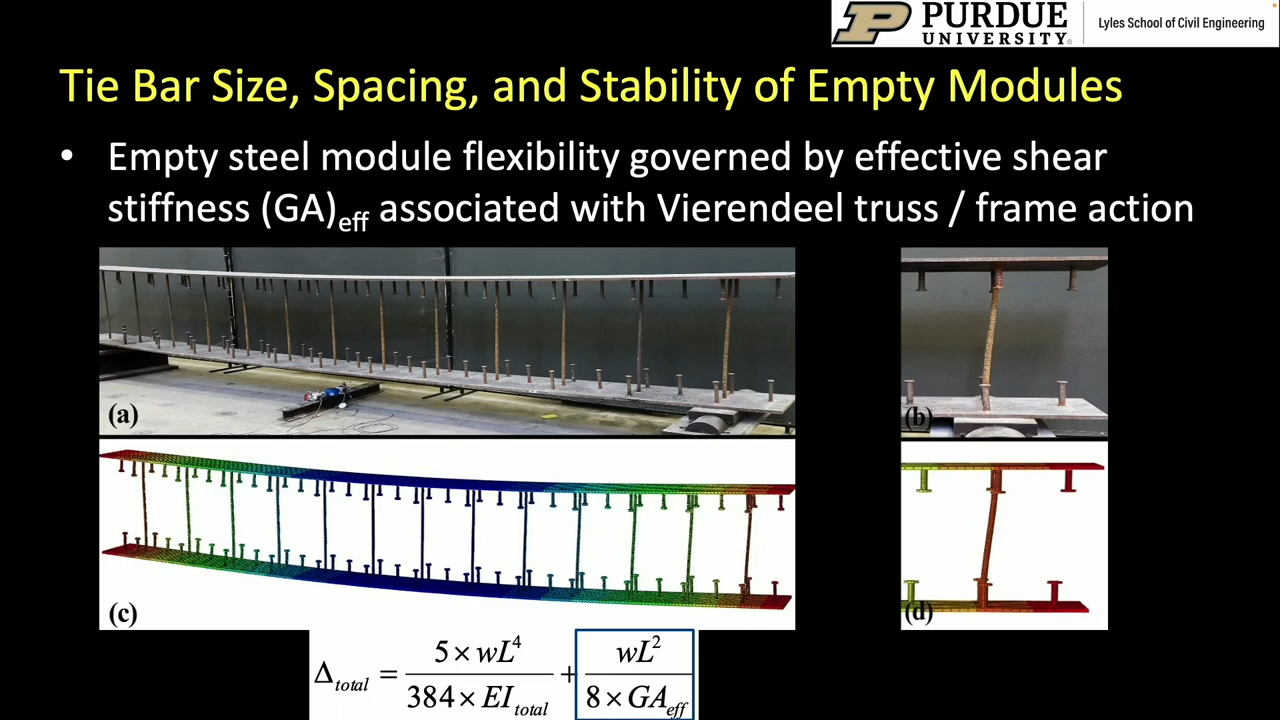 PURDUE
UNIVERSITY®
Lyles School of Civil Engineering
Tie Bar Size, Spacing, and Stability of Empty Modules
• Empty steel module flexibility governed by effective shear
stiffness (GA)eff associated with Vierendeel truss / frame action
(a)
(b)
(c)
(d)
Δtotal = 5 × wL⁴ / 384 × EItotal + wL² / 8 × GAeff